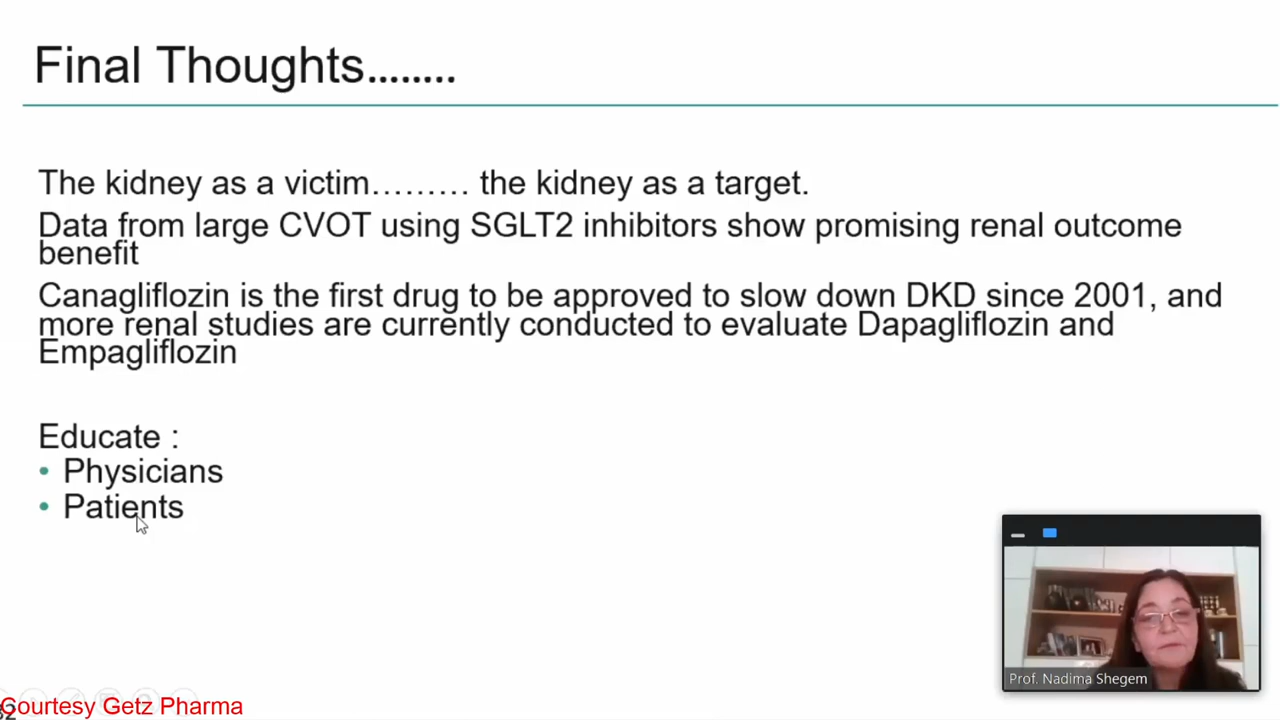 Final Thoughts........
The kidney as a victim......... the kidney as a target.
Data from large CVOT using SGLT2 inhibitors show promising renal outcome
benefit
Canagliflozin is the first drug to be approved to slow down DKD since 2001, and
more renal studies are currently conducted to evaluate Dapagliflozin and
Empagliflozin
Educate :
• Physicians
• Patients
Prof. Nadima Shegem
Courtesy Getz Pharma